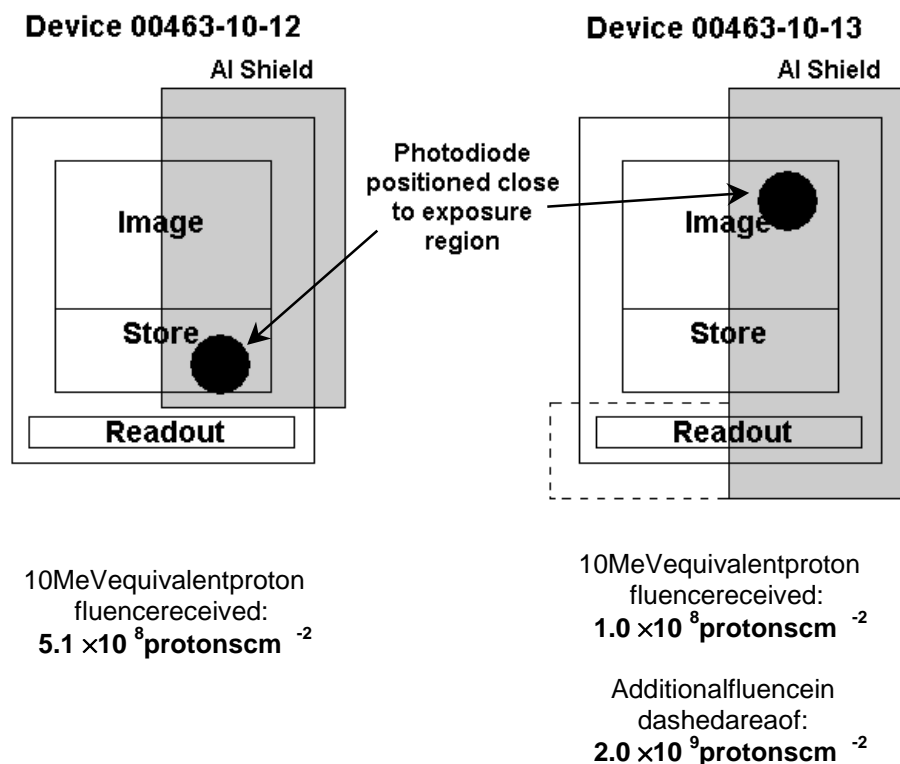 Device 00463-10-12
Al Shield
Image
Store
Readout
10MeVequivalentproton
fluencereceived:
5.1 ×10 ⁸protonscm ⁻²
Photodiode
positioned close
to exposure
region
Device 00463-10-13
Al Shield
Image
Store
Readout
10MeVequivalentproton
fluencereceived:
1.0 ×10 ⁸protonscm ⁻²
Additionalfluencein
dashedareaof:
2.0 ×10 ⁹protonscm ⁻²